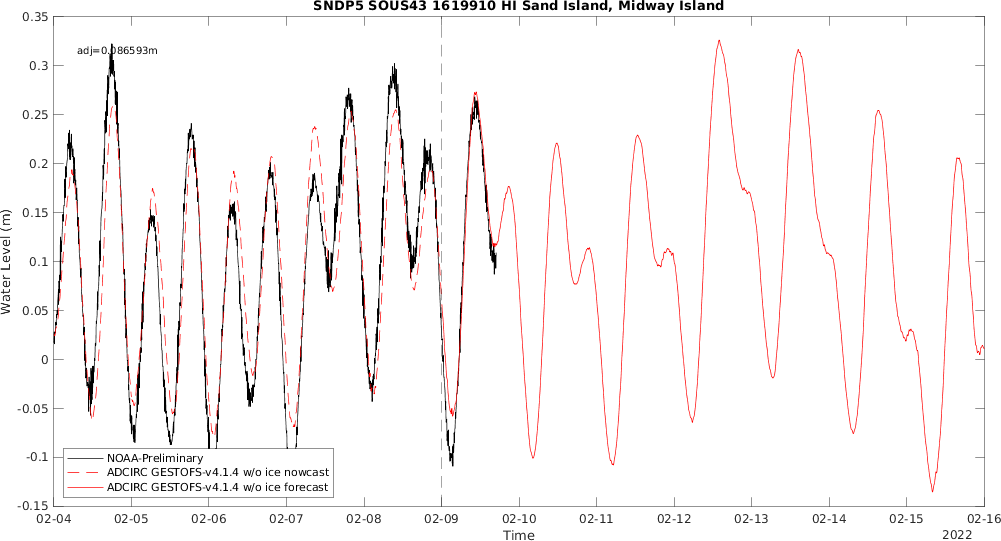 SNDP5 SOUS43 1619910 HI Sand Island, Midway Island
0.35
adj=0.086593m
0.3
0.25
0.2
0.15
0.1
0.05
0
-0.05
-0.1
-0.15
Water Level (m)
NOAA-Preliminary
ADCIRC GESTOFS-v4.1.4 w/o ice nowcast
ADCIRC GESTOFS-v4.1.4 w/o ice forecast
02-04 02-05 02-06 02-07 02-08 02-09 02-10 02-11 02-12 02-13 02-14 02-15 02-16
Time
2022